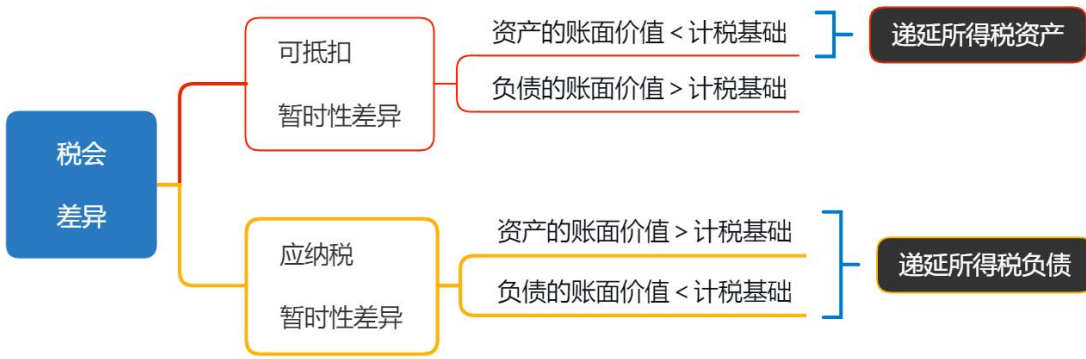 税会
差异
可抵扣
暂时性差异
资产的账面价值 < 计税基础
负债的账面价值 > 计税基础
递延所得税资产
应纳税
暂时性差异
资产的账面价值 > 计税基础
负债的账面价值 < 计税基础
递延所得税负债